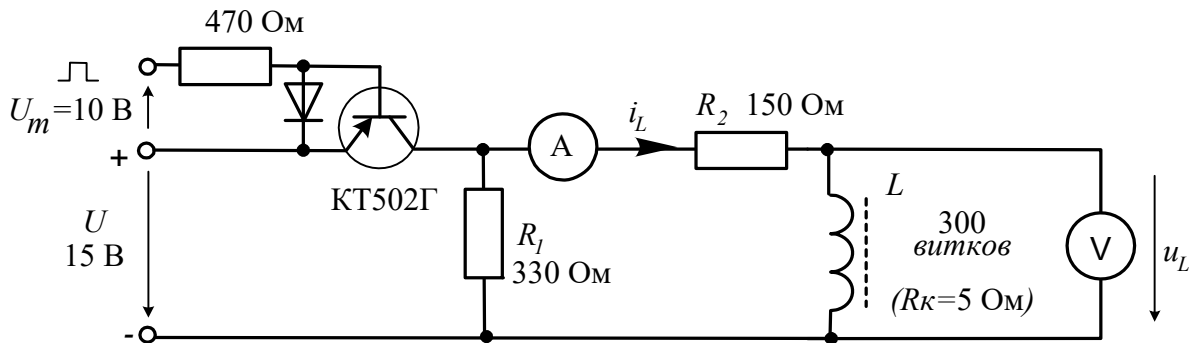 470 Ом
U_m=10 В
+
U
15 В
-
КТ502Г
R_1
330 Ом
A
i_L
R_2 150 Ом
L
300
витков
(Rк=5 Ом)
V
u_L